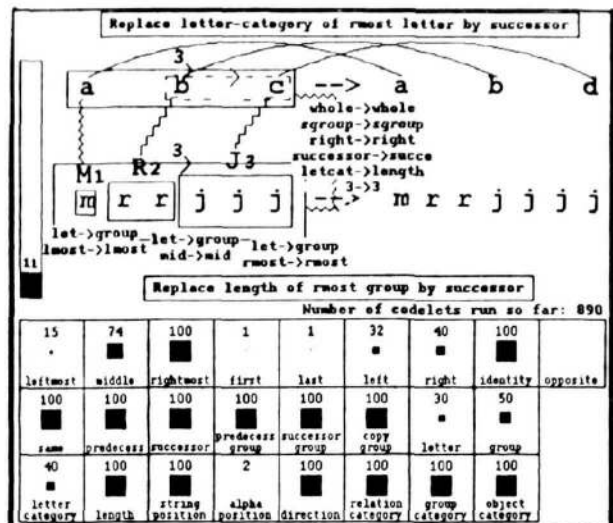 Replace letter-category of rmost letter by successor
3
a b c --> a b d
whole->whole
sgroup->sgroup
right->right
successor->succe
letcat->length
3->3
3
M1 R2 J3
m r r j j j --> m r r j j j j
let->group let->group let->group
lmost->lmost mid->mid rmost->rmost
11
Replace length of rmost group by successor
Number of codelets run so far: 890
15 74 100 1 1 32 40 100
leftmost middle rightmost first last left right identity opposite
100 100 100 100 100 100 30 50
same predecess successor predecess group successor group copy group letter group
40 100 100 2 100 100 100 100
letter category length string position alpha position direction relation category group category object category